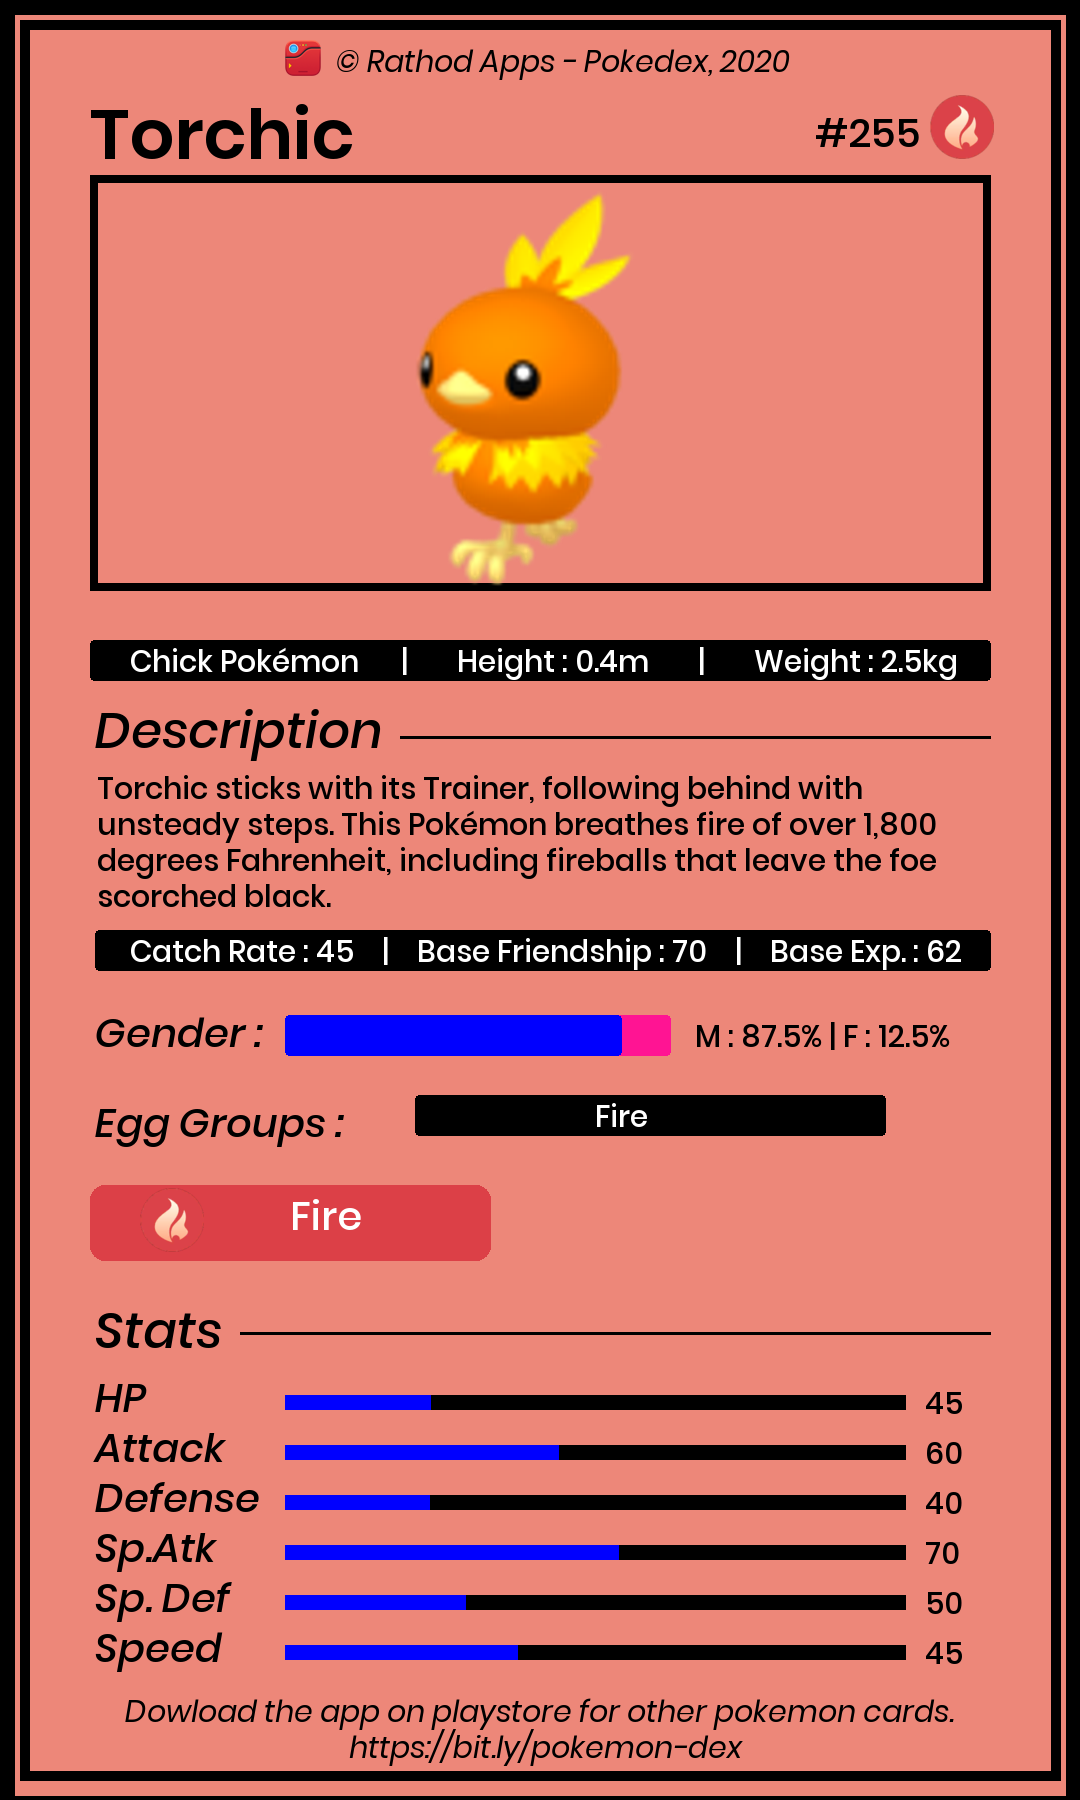 © Rathod Apps - Pokedex, 2020
Torchic
#255
Chick Pokémon | Height : 0.4m | Weight : 2.5kg
Description
Torchic sticks with its Trainer, following behind with
unsteady steps. This Pokémon breathes fire of over 1,800
degrees Fahrenheit, including fireballs that leave the foe
scorched black.
Catch Rate : 45 | Base Friendship : 70 | Base Exp. : 62
Gender : M : 87.5% | F : 12.5%
Egg Groups : Fire
Fire
Stats
HP 45
Attack 60
Defense 40
Sp.Atk 70
Sp. Def 50
Speed 45
Dowload the app on playstore for other pokemon cards.
https://bit.ly/pokemon-dex